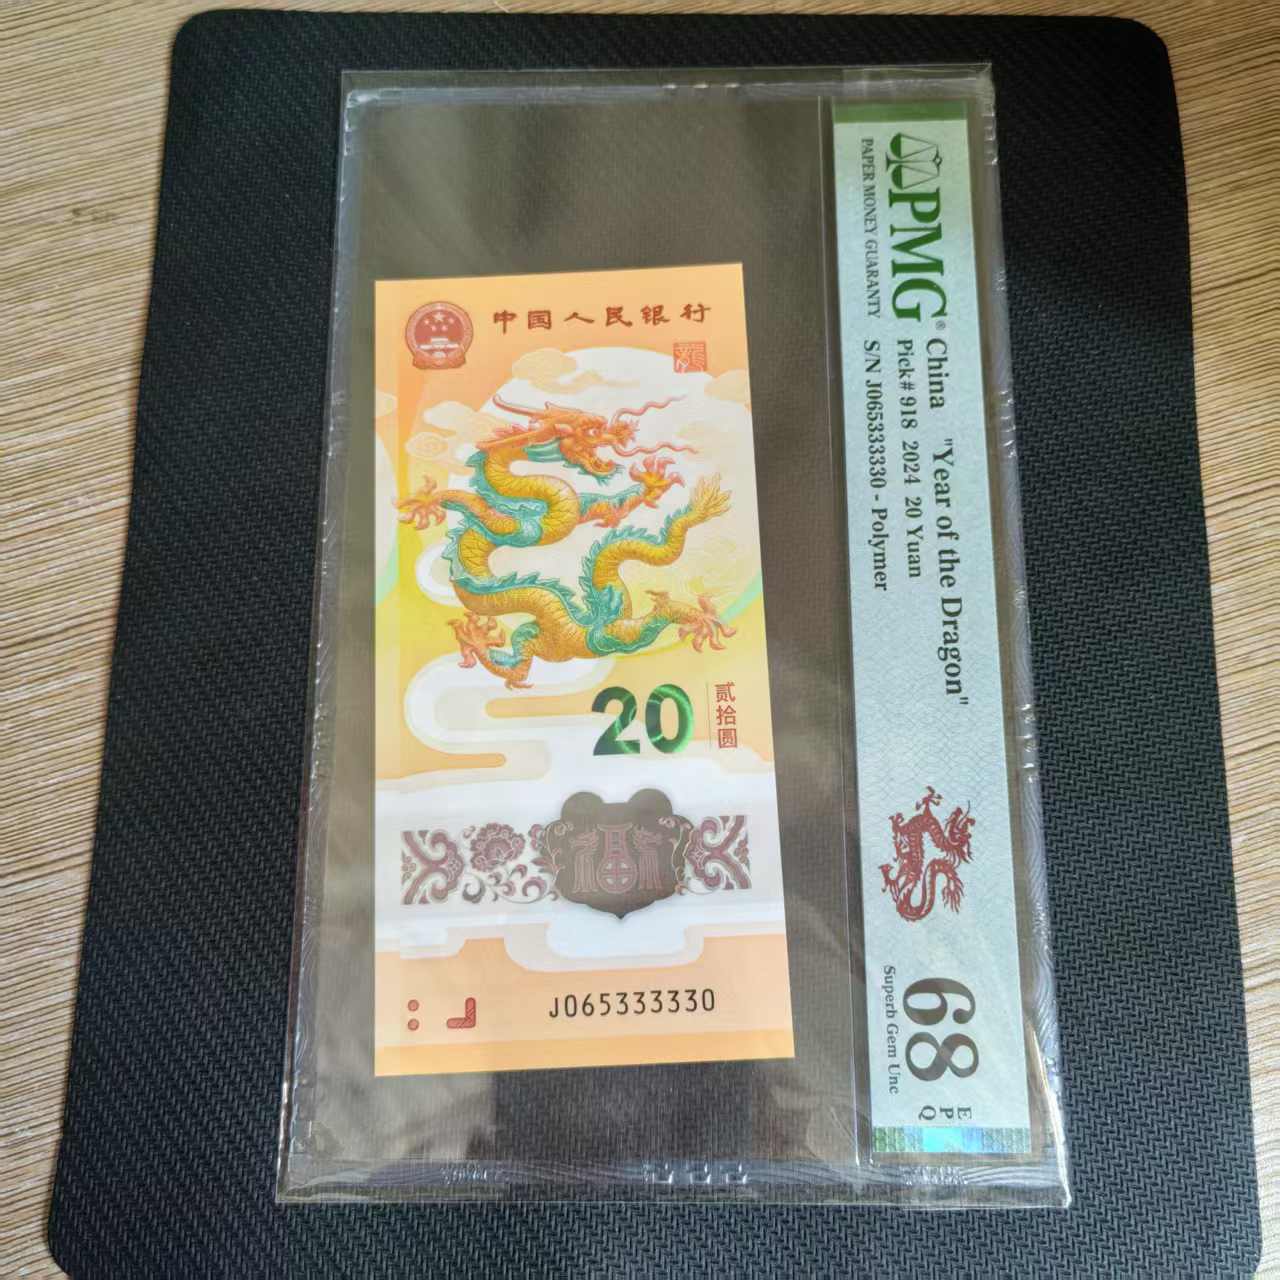 中国人民银行
龍
20
贰拾圆
福
J065333330
PMG®
PAPER MONEY GUARANTY
China "Year of the Dragon"
Pick# 918 2024 20 Yuan
S/N J065333330 - Polymer
68
EPQ
Superb Gem Unc